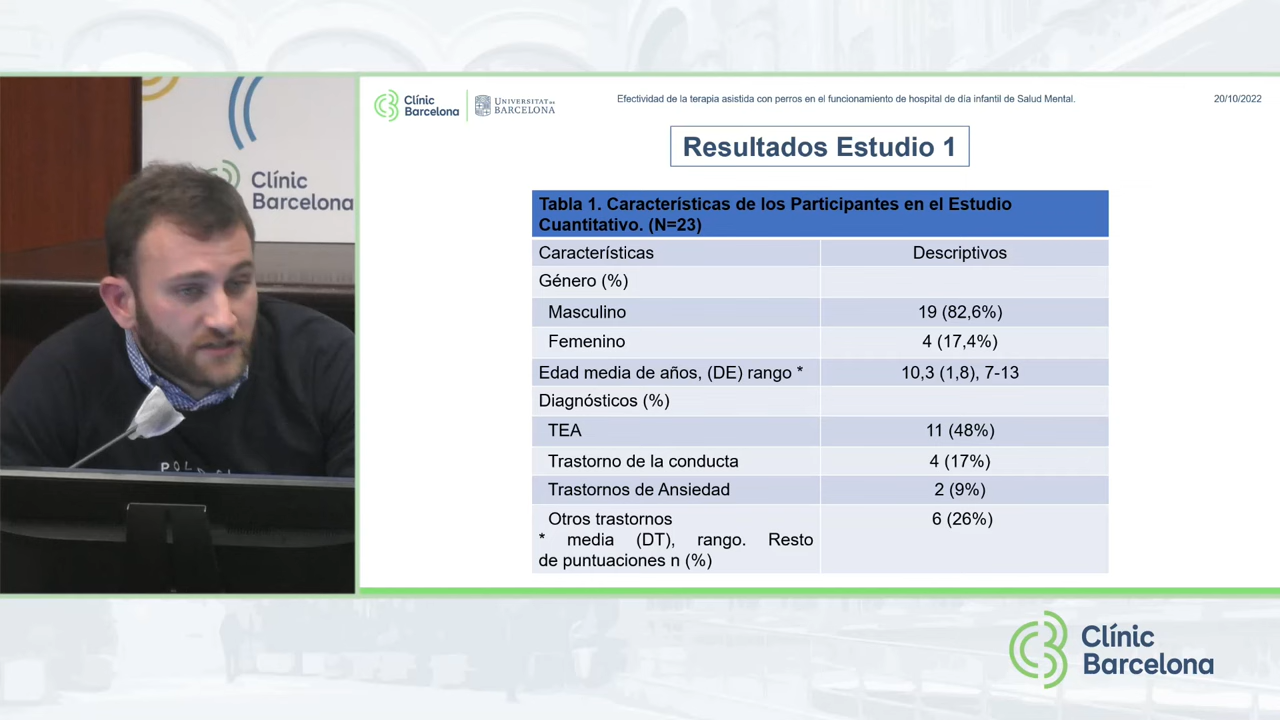 Clínic
Barcelona
Clínic
Barcelona
UNIVERSITAT DE
BARCELONA
Efectividad de la terapia asistida con perros en el funcionamiento de hospital de día infantil de Salud Mental.
20/10/2022
Resultados Estudio 1
Tabla 1. Características de los Participantes en el Estudio
Cuantitativo. (N=23)
Características Descriptivos
Género (%)
Masculino 19 (82,6%)
Femenino 4 (17,4%)
Edad media de años, (DE) rango * 10,3 (1,8), 7-13
Diagnósticos (%)
TEA 11 (48%)
Trastorno de la conducta 4 (17%)
Trastornos de Ansiedad 2 (9%)
Otros trastornos 6 (26%)
* media (DT), rango. Resto
de puntuaciones n (%)
Clínic
Barcelona